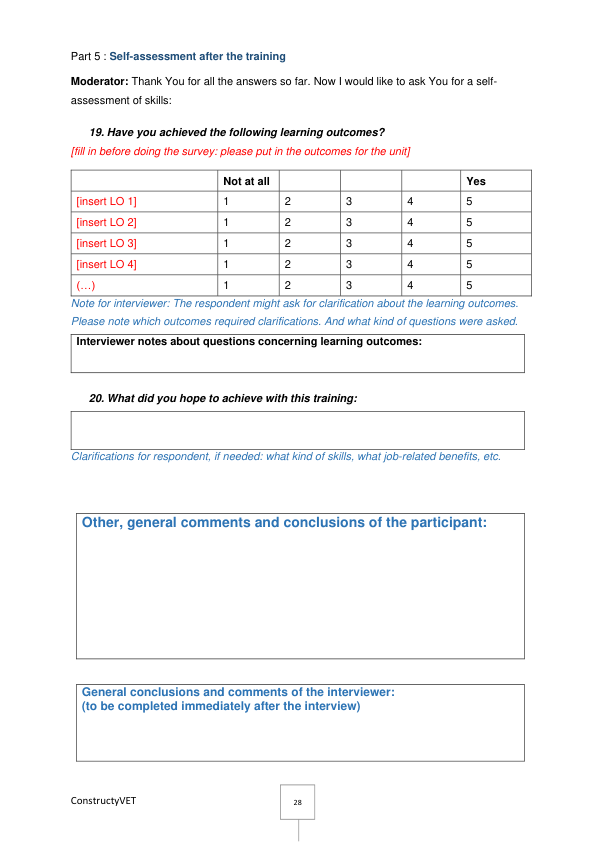 Part 5 : Self-assessment after the training
Moderator: Thank You for all the answers so far. Now I would like to ask You for a self-
assessment of skills:
19. Have you achieved the following learning outcomes?
[fill in before doing the survey: please put in the outcomes for the unit]
Not at all Yes
[insert LO 1] 1 2 3 4 5
[insert LO 2] 1 2 3 4 5
[insert LO 3] 1 2 3 4 5
[insert LO 4] 1 2 3 4 5
(…) 1 2 3 4 5
Note for interviewer: The respondent might ask for clarification about the learning outcomes.
Please note which outcomes required clarifications. And what kind of questions were asked.
Interviewer notes about questions concerning learning outcomes:
20. What did you hope to achieve with this training:
Clarifications for respondent, if needed: what kind of skills, what job-related benefits, etc.
Other, general comments and conclusions of the participant:
General conclusions and comments of the interviewer:
(to be completed immediately after the interview)
ConstructyVET
28